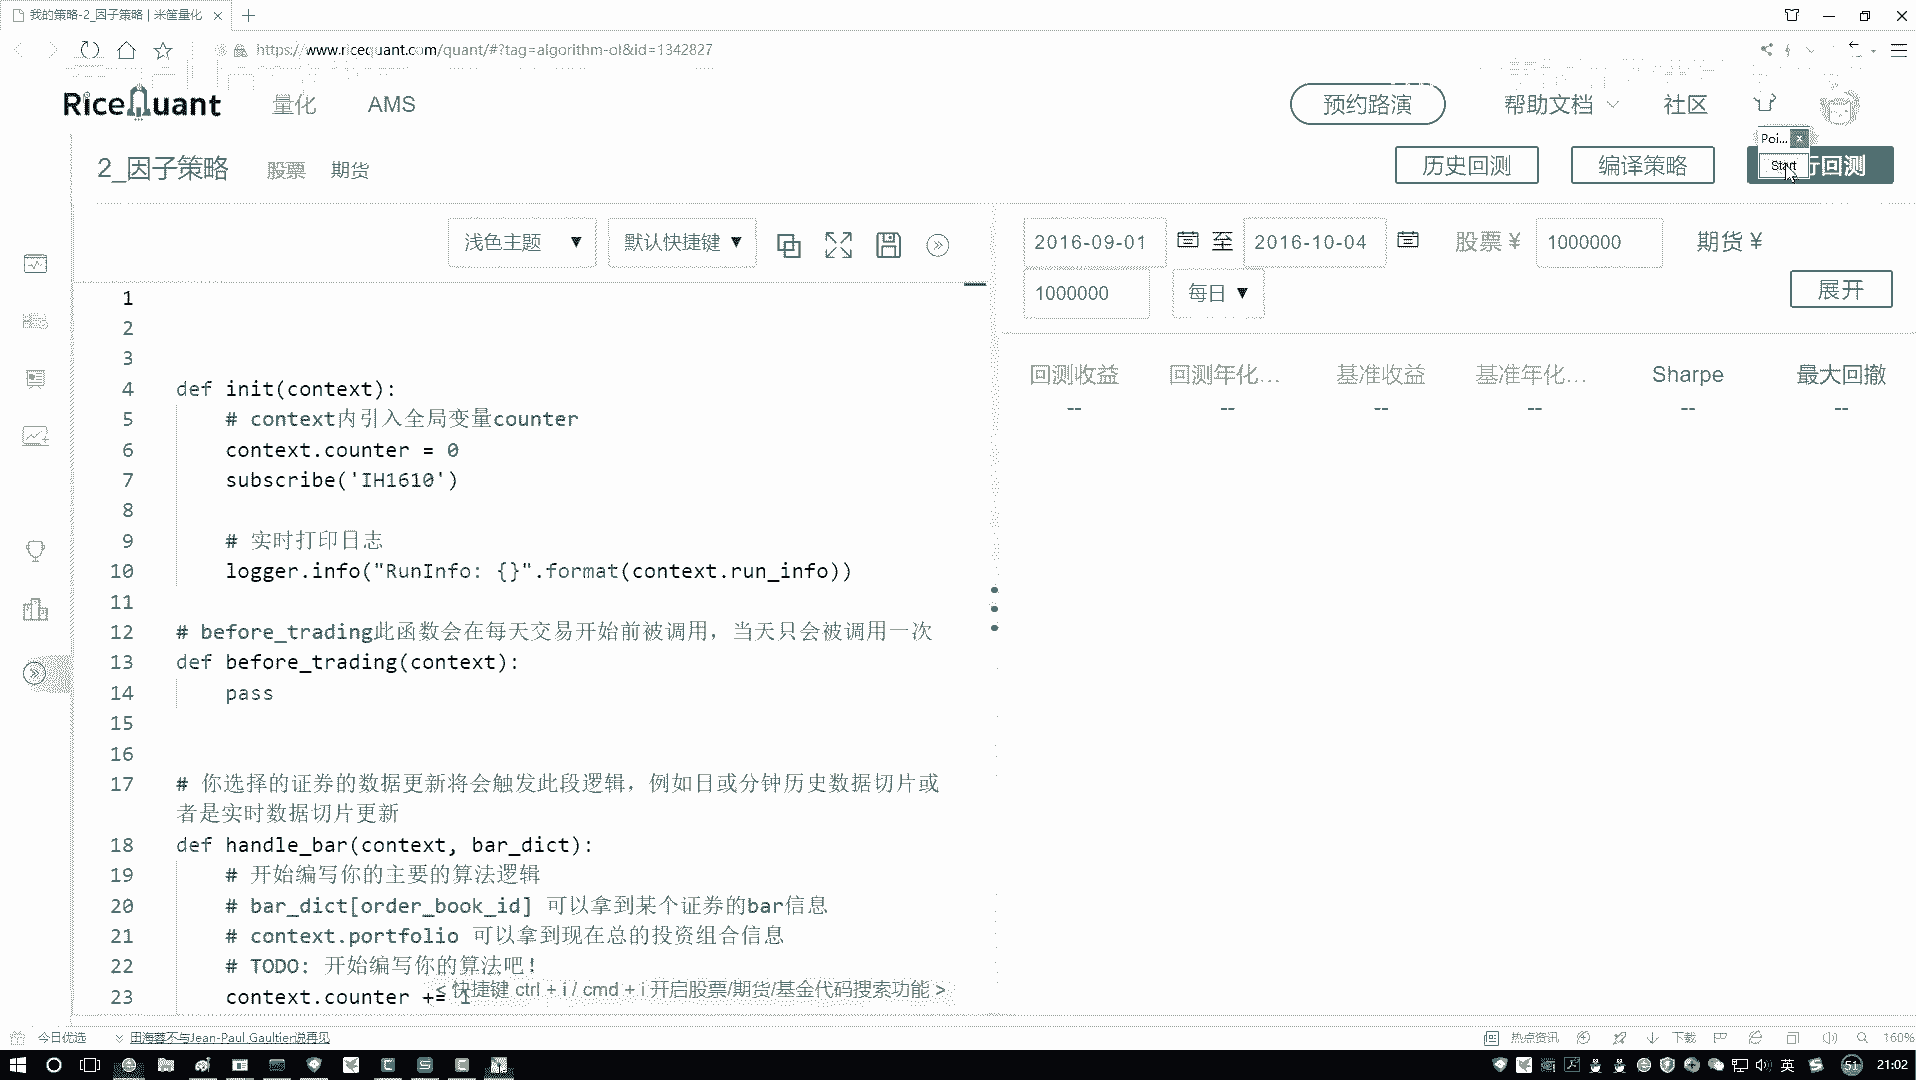 我的策略-2_因子策略 | 米筐量化
https://www.ricequant.com/quant/#?tag=algorithm-ol&id=1342827
RiceQuant 量化 AMS 预约路演 帮助文档 社区
Poi...
2_因子策略 股票 期货 历史回测 编译策略 Start 行回测
浅色主题 ▼ 默认快捷键 ▼ 2016-09-01 至 2016-10-04 股票 ¥ 1000000 期货 ¥
1000000 每日 ▼ 展开
回测收益 回测年化... 基准收益 基准年化... Sharpe 最大回撤
-- -- -- -- -- --
1
2
3
4 def init(context):
5 # context内引入全局变量counter
6 context.counter = 0
7 subscribe('IH1610')
8
9 # 实时打印日志
10 logger.info("RunInfo: {}".format(context.run_info))
11
12 # before_trading此函数会在每天交易开始前被调用，当天只会被调用一次
13 def before_trading(context):
14 pass
15
16
17 # 你选择的证券的数据更新将会触发此段逻辑，例如日或分钟历史数据切片或
者是实时数据切片更新
18 def handle_bar(context, bar_dict):
19 # 开始编写你的主要的算法逻辑
20 # bar_dict[order_book_id] 可以拿到某个证券的bar信息
21 # context.portfolio 可以拿到现在总的投资组合信息
22 # TODO: 开始编写你的算法吧！
23 context.counter += 1
< 快捷键 ctrl + i / cmd + i 开启股票/期货/基金代码搜索功能 >
今日优选 田海蓉不与Jean-Paul Gaultier说再见 热点资讯 下载 160%
英 51 21:02